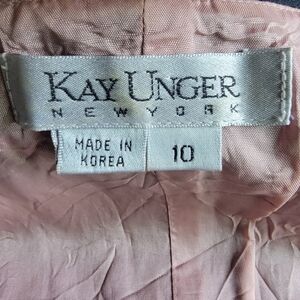 KAY UNGER
NEW YORK
MADE IN
KOREA
10